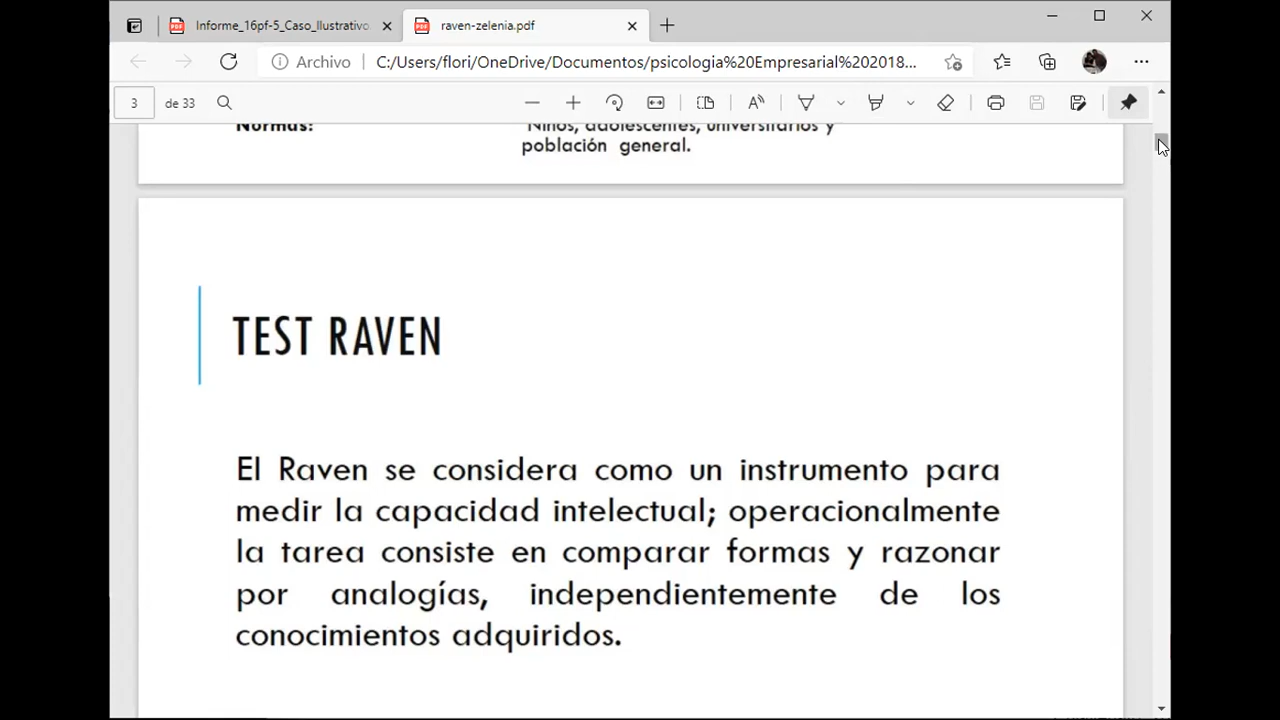 Informe_16pf-5_Caso_Ilustrativo.
raven-zelenia.pdf
Archivo
C:/Users/flori/OneDrive/Documentos/psicologia%20Empresarial%202018...
3 de 33
Normas: Niños, adolescentes, universitarios y
población general.
TEST RAVEN
El Raven se considera como un instrumento para
medir la capacidad intelectual; operacionalmente
la tarea consiste en comparar formas y razonar
por analogías, independientemente de los
conocimientos adquiridos.